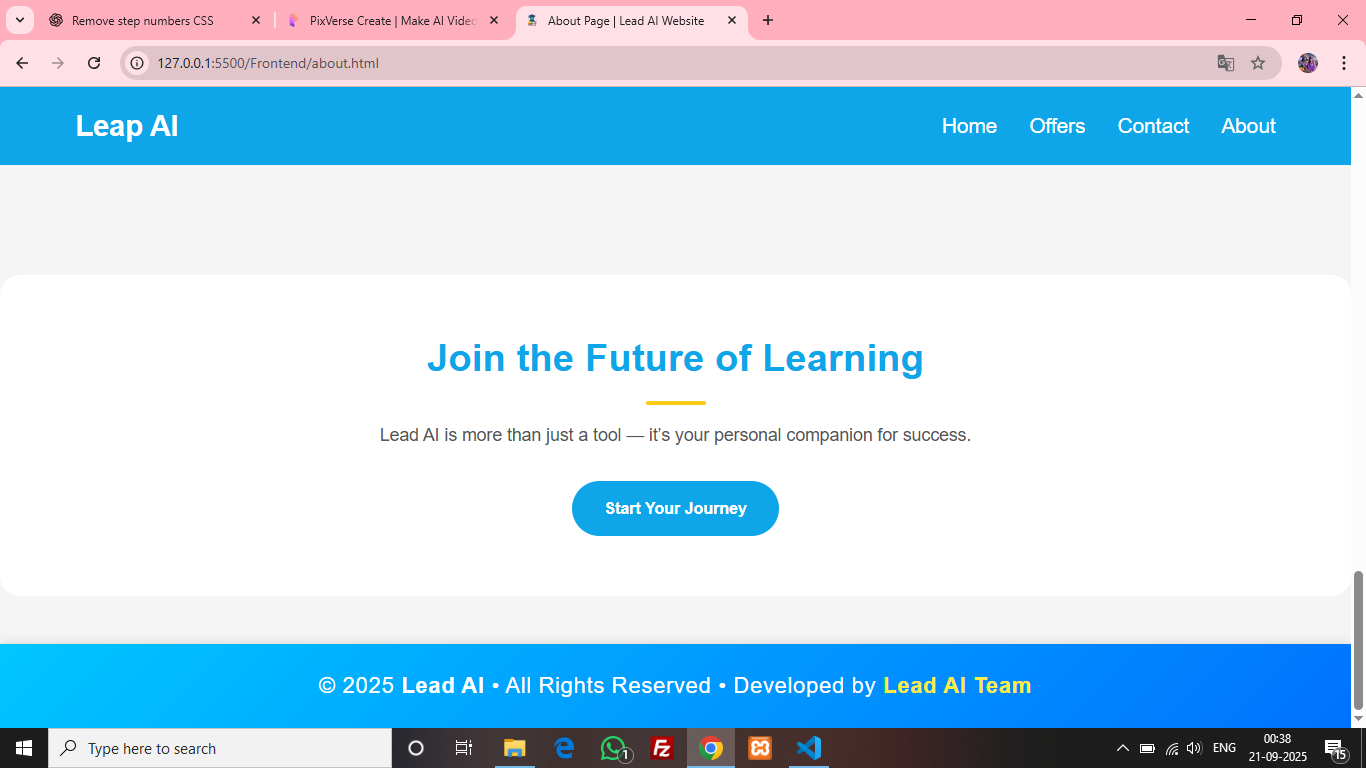 Remove step numbers CSS
PixVerse Create | Make AI Video
About Page | Lead AI Website
127.0.0.1:5500/Frontend/about.html
Leap AI
Home Offers Contact About
Join the Future of Learning
Lead AI is more than just a tool — it's your personal companion for success.
Start Your Journey
© 2025 Lead AI • All Rights Reserved • Developed by Lead AI Team
Type here to search
1
Fz
ENG
00:38
21-09-2025
15